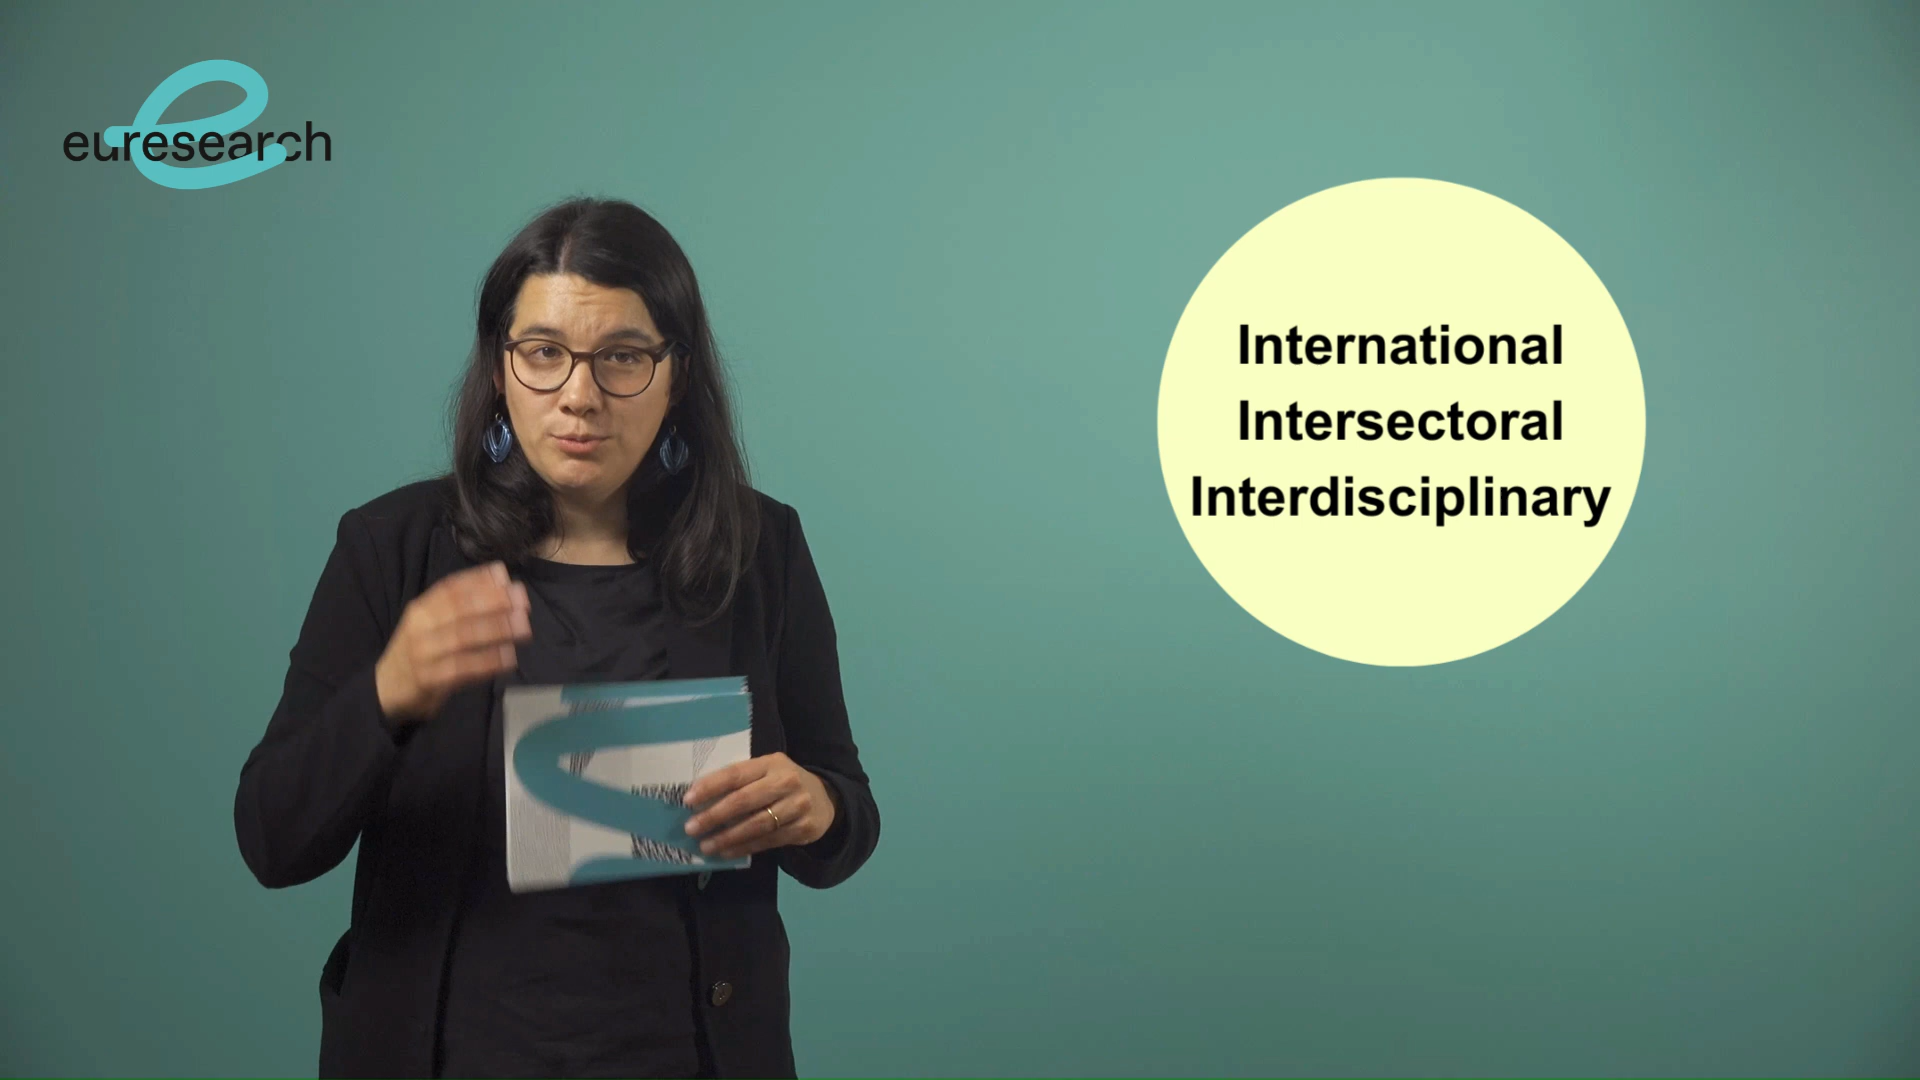 euresearch
International
Intersectoral
Interdisciplinary